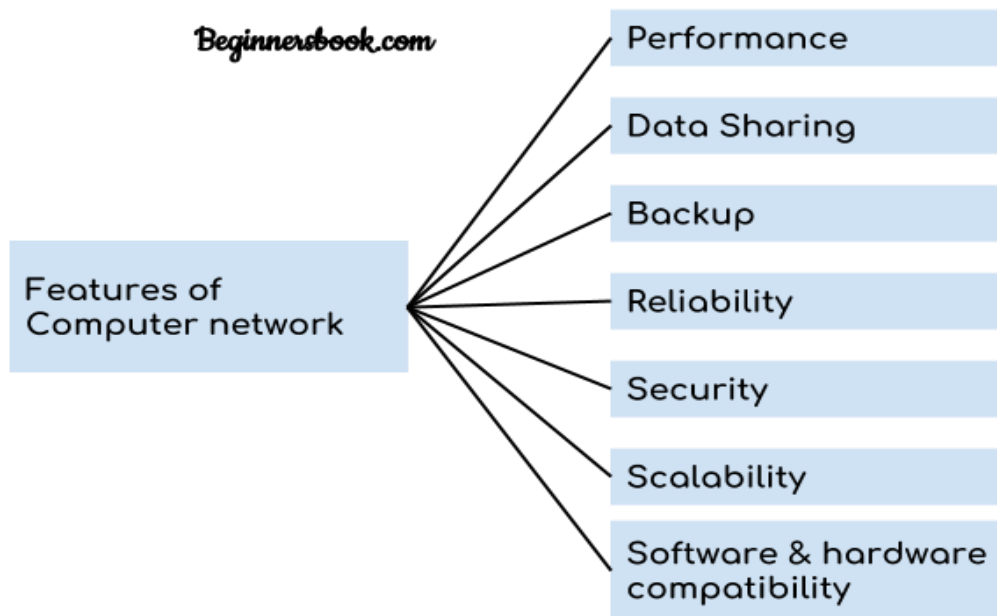 Beginnersbook.com
Performance
Data Sharing
Backup
Features of
Computer network
Reliability
Security
Scalability
Software & hardware
compatibility